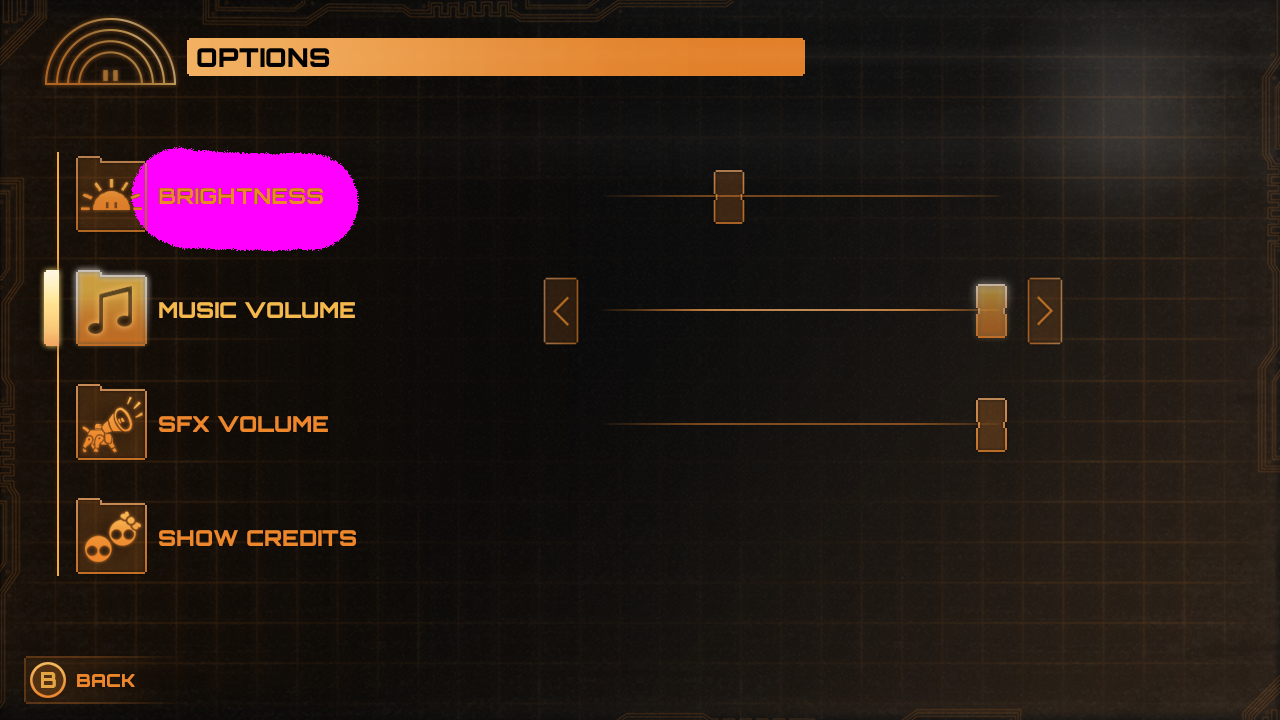 OPTIONS
BRIGHTNESS
MUSIC VOLUME
SFX VOLUME
SHOW CREDITS
B BACK